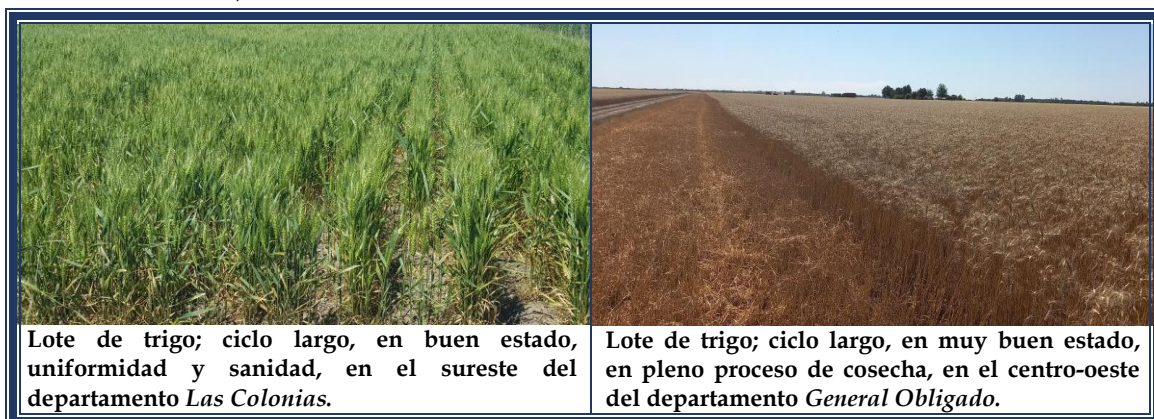 Lote de trigo; ciclo largo, en buen estado,
uniformidad y sanidad, en el sureste del
departamento Las Colonias.
Lote de trigo; ciclo largo, en muy buen estado,
en pleno proceso de cosecha, en el centro-oeste
del departamento General Obligado.